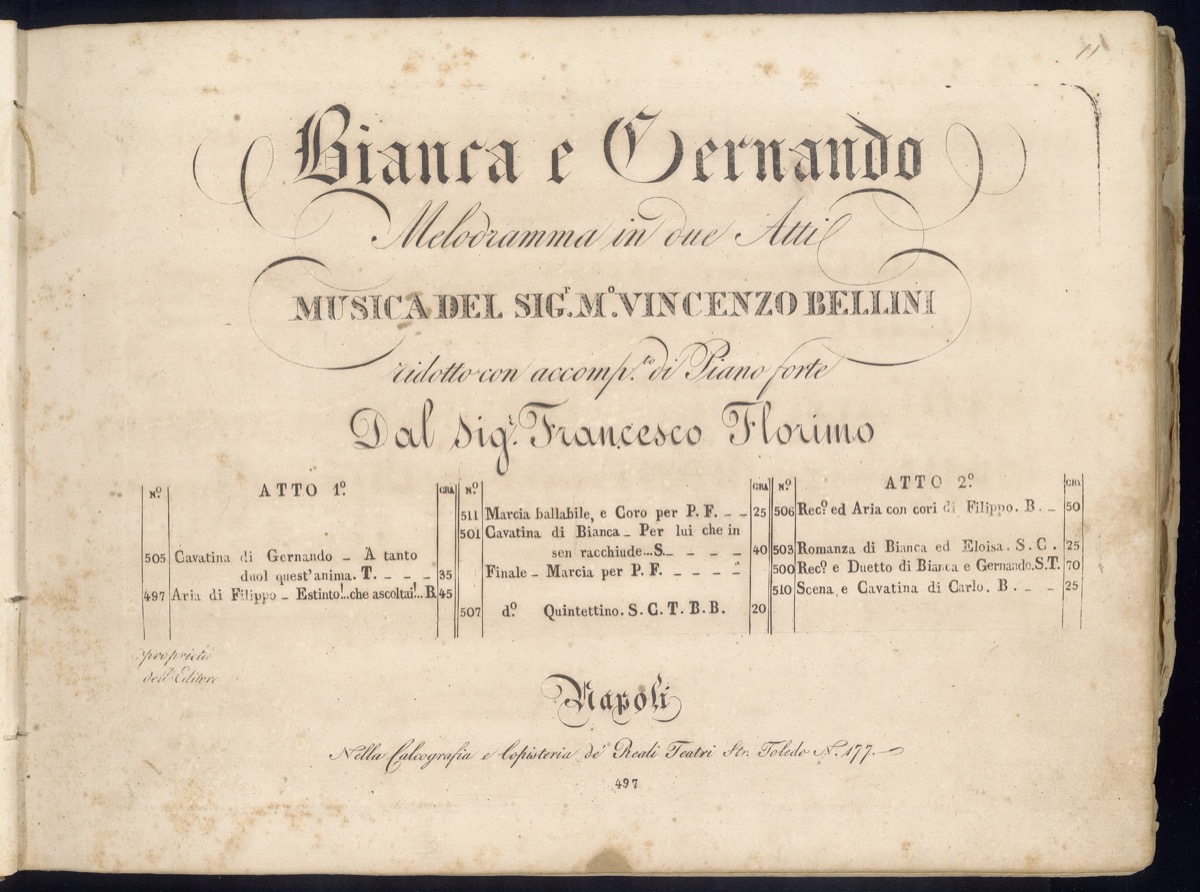 11
Bianca e Gernando
Melodramma in due Atti
MUSICA DEL SIG.r M.o VINCENZO BELLINI
ridotto con accomp.to di Piano forte
Dal sig.r Francesco Florimo
N.o ATTO 1.o GRA
505 Cavatina di Gernando _ A tanto
duol quest'anima. T. _ _ _ 35
497 Aria di Filippo _ Estinto!..che ascoltai!.. B. 45
N.o GRA
511 Marcia ballabile, e Coro per P. F. _ _ 25
501 Cavatina di Bianca _ Per lui che in
sen racchiude...S. _ _ _ _ 40
Finale _ Marcia per P. F. _ _ _ _
507 d.o Quintettino. S. C. T. B. B. 20
N.o ATTO 2.o GRA
506 Rec.o ed Aria con cori di Filippo. B. _ _ 50
503 Romanza di Bianca ed Eloisa. S. C. 25
500 Rec.o e Duetto di Bianca e Gernando. S.T. 70
510 Scena e Cavatina di Carlo. B. _ _ 25
proprietà
dell'Editore
Napoli
Nella Calcografia e Copisteria de' Reali Teatri Str. Toledo N. 177.
497